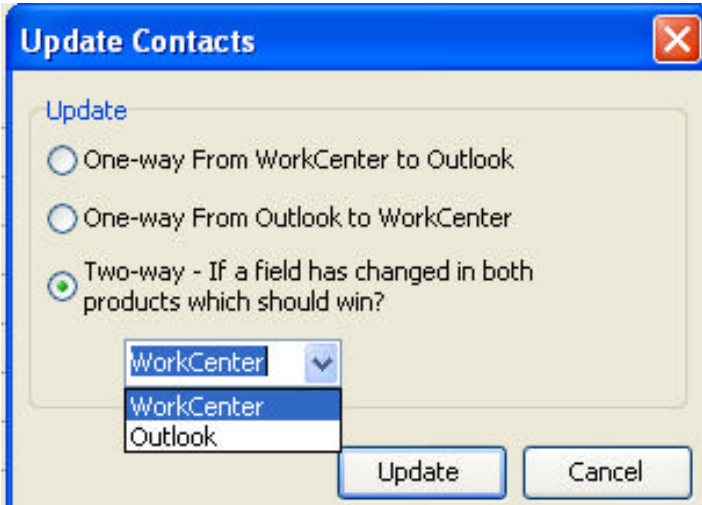 Update Contacts
Update
One-way From WorkCenter to Outlook
One-way From Outlook to WorkCenter
Two-way - If a field has changed in both
products which should win?
WorkCenter
WorkCenter
Outlook
Update Cancel